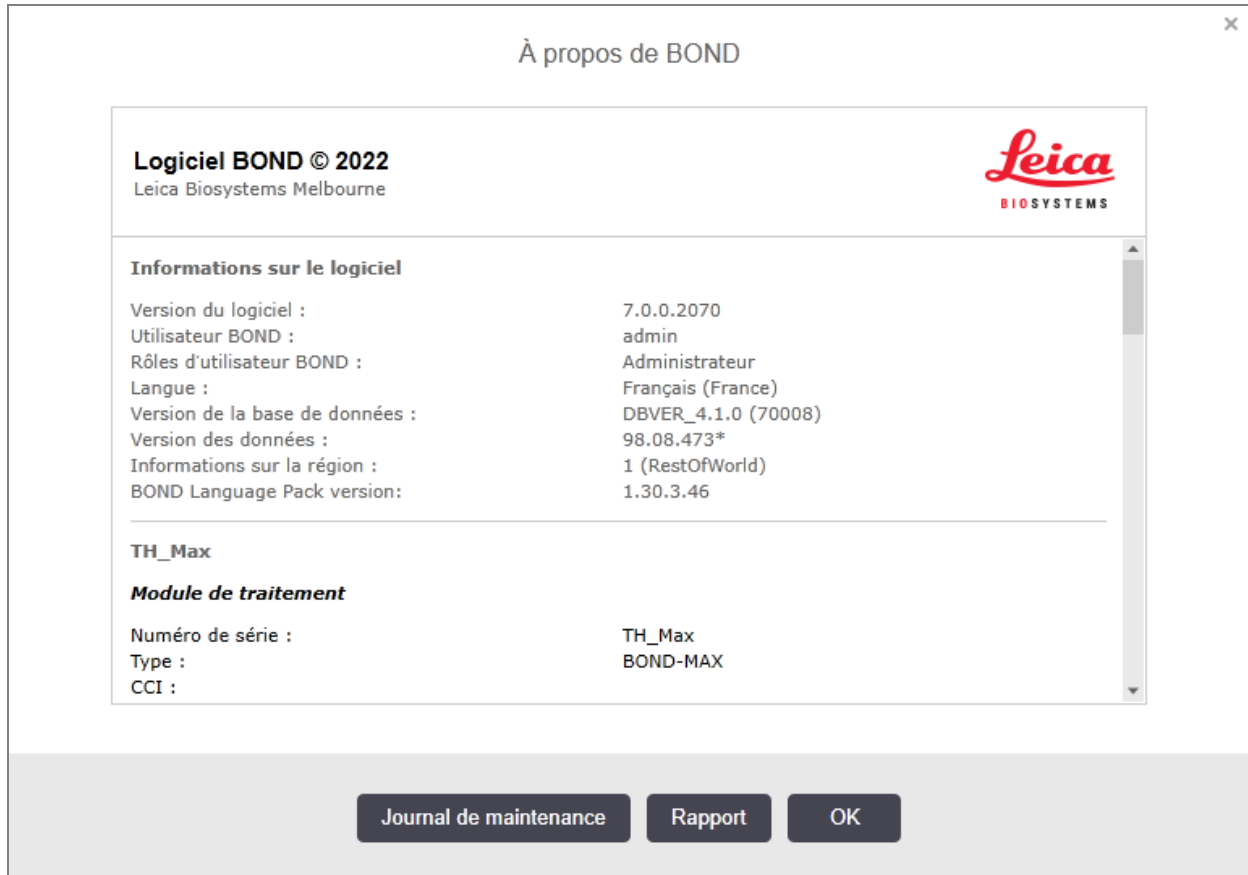 À propos de BOND
Logiciel BOND © 2022
Leica Biosystems Melbourne
Leica
BIOSYSTEMS
Informations sur le logiciel
Version du logiciel : 7.0.0.2070
Utilisateur BOND : admin
Rôles d'utilisateur BOND : Administrateur
Langue : Français (France)
Version de la base de données : DBVER_4.1.0 (70008)
Version des données : 98.08.473*
Informations sur la région : 1 (RestOfWorld)
BOND Language Pack version: 1.30.3.46
TH_Max
Module de traitement
Numéro de série : TH_Max
Type : BOND-MAX
CCI :
Journal de maintenance
Rapport
OK